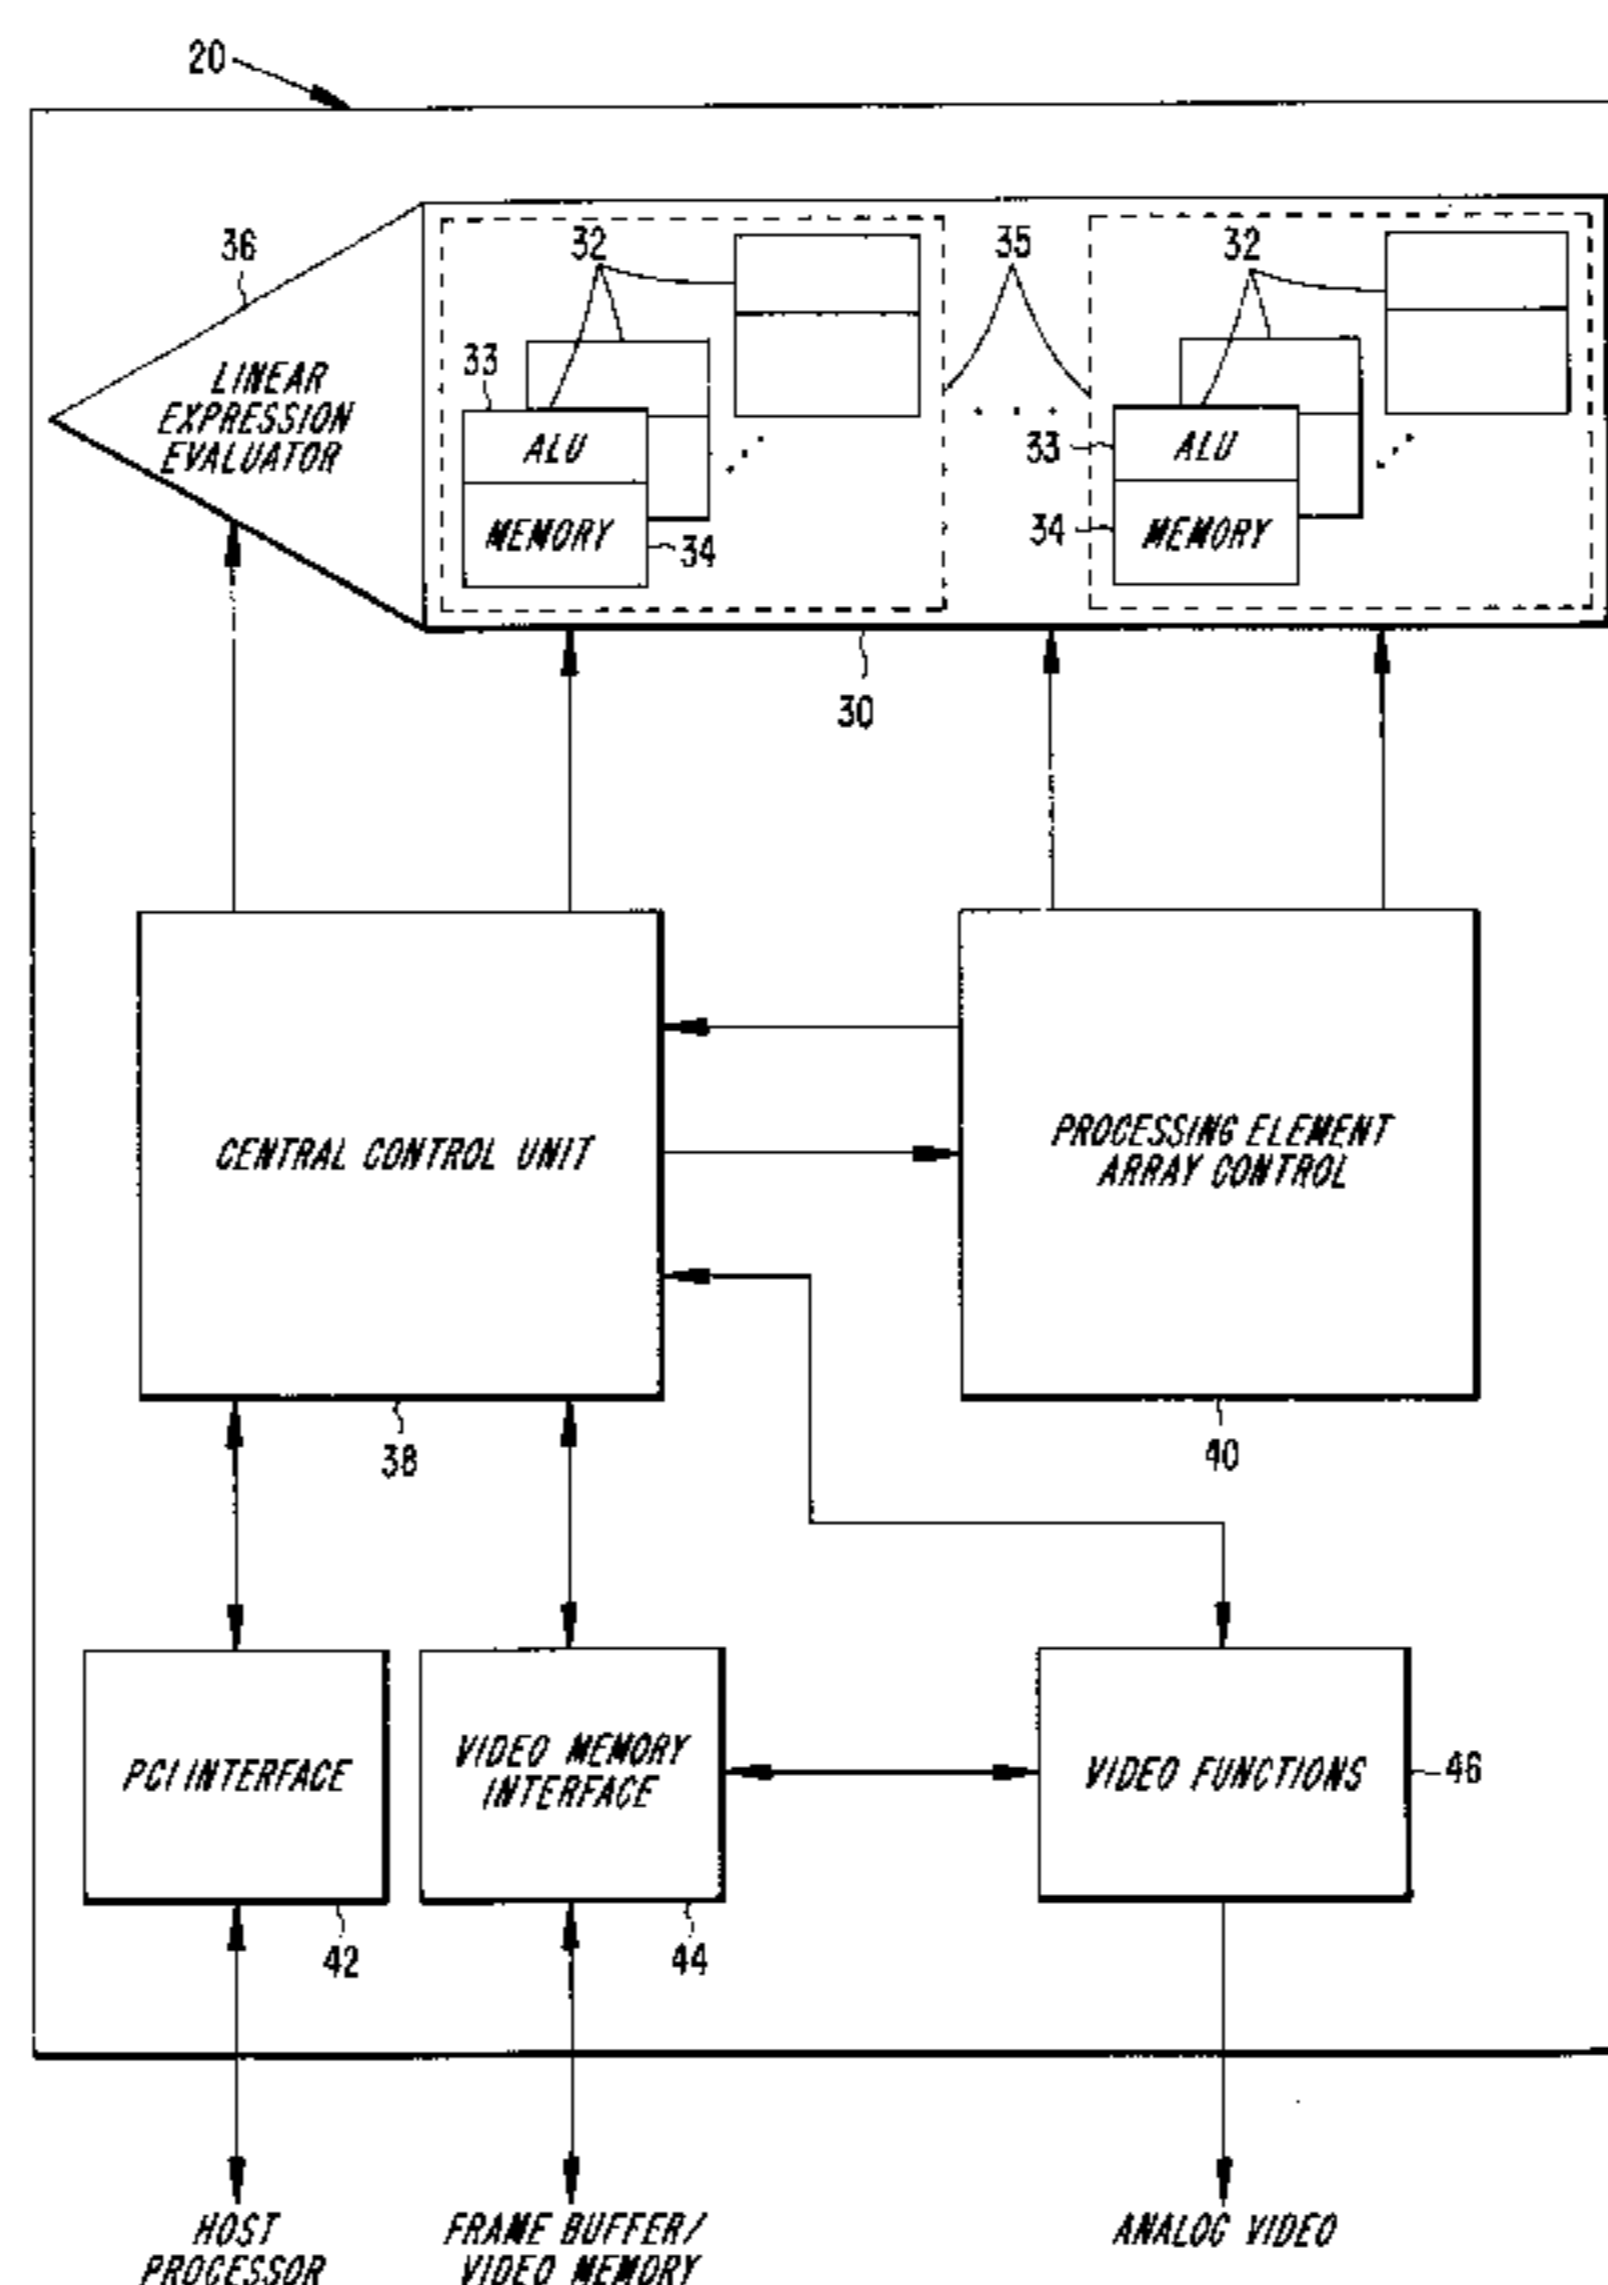 20
36
32
35
32
33
LINEAR
EXPRESSION
EVALUATOR
ALU
MEMORY
34
33
ALU
34
MEMORY
30
CENTRAL CONTROL UNIT
PROCESSING ELEMENT
ARRAY CONTROL
38
40
PCI INTERFACE
VIDEO MEMORY
INTERFACE
VIDEO FUNCTIONS
46
42
44
HOST
PROCESSOR
FRAME BUFFER/
VIDEO MEMORY
ANALOG VIDEO